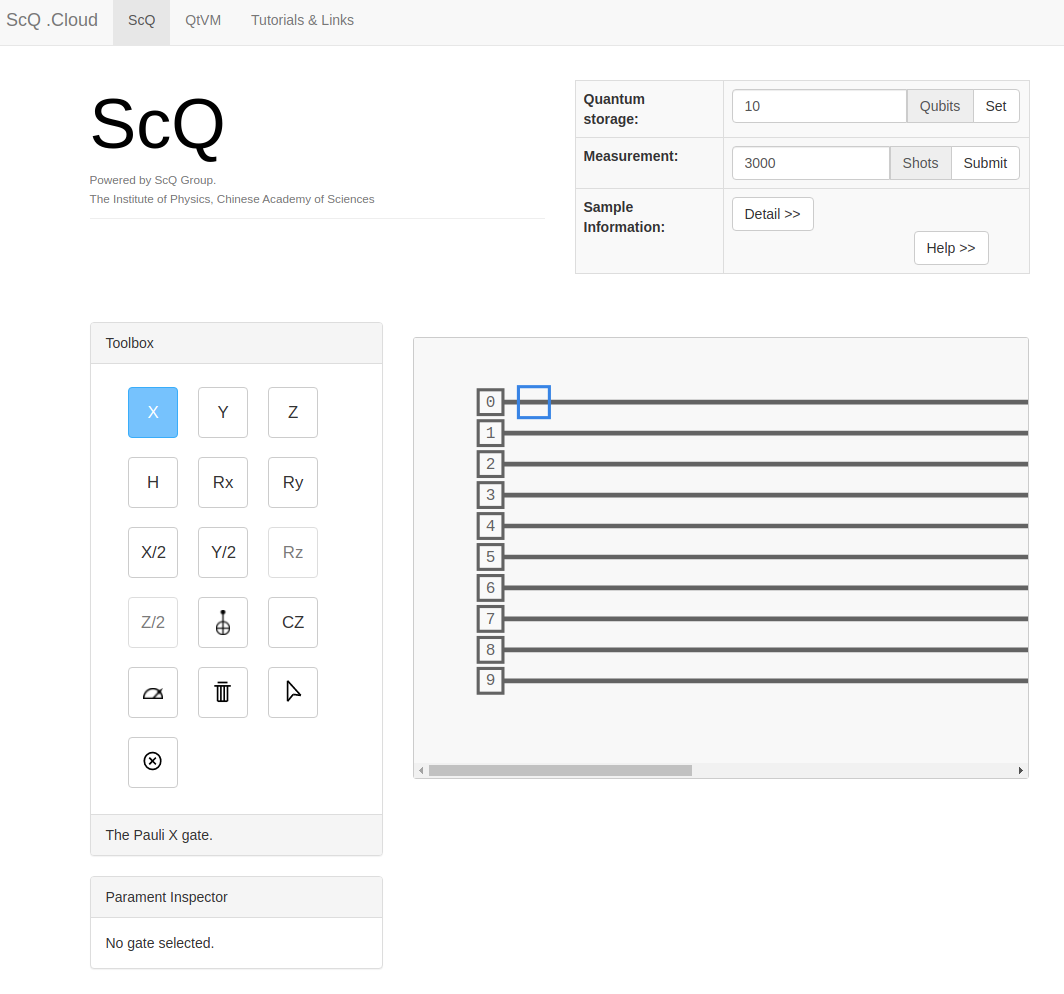 ScQ .Cloud ScQ QtVM Tutorials & Links
ScQ
Powered by ScQ Group.
The Institute of Physics, Chinese Academy of Sciences
Quantum
storage:
10 Qubits Set
Measurement:
3000 Shots Submit
Sample
Information:
Detail >>
Help >>
Toolbox
X Y Z
H Rx Ry
X/2 Y/2 Rz
Z/2 CZ
The Pauli X gate.
Parament Inspector
No gate selected.
0
1
2
3
4
5
6
7
8
9